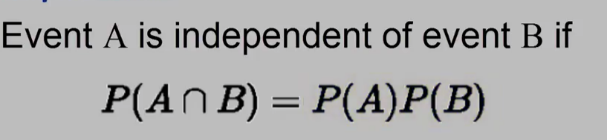 Event A is independent of event B if
P(A ∩ B) = P(A)P(B)